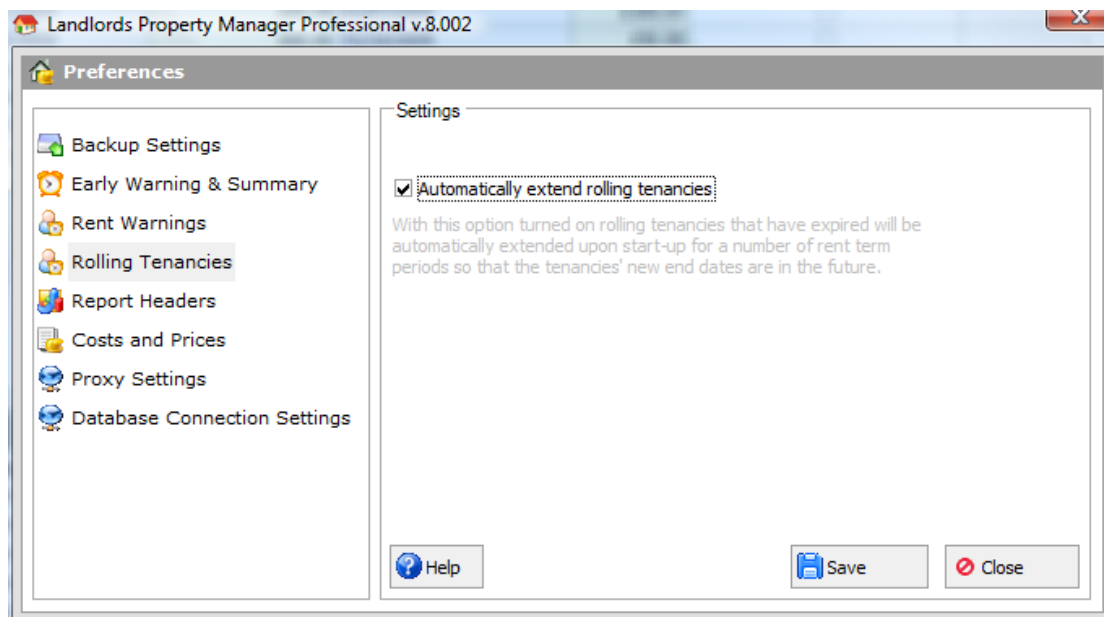 Landlords Property Manager Professional v.8.002
Preferences
Backup Settings
Early Warning & Summary
Rent Warnings
Rolling Tenancies
Report Headers
Costs and Prices
Proxy Settings
Database Connection Settings
Settings
Automatically extend rolling tenancies
With this option turned on rolling tenancies that have expired will be
automatically extended upon start-up for a number of rent term
periods so that the tenancies' new end dates are in the future.
Help
Save
Close